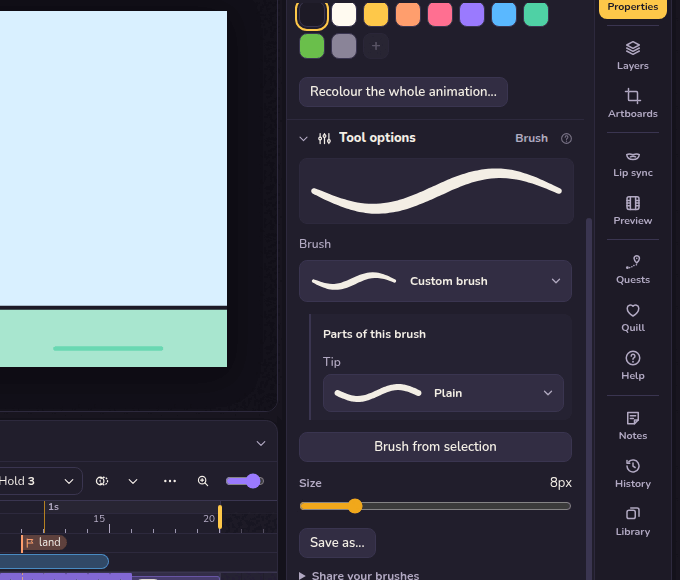 Properties
Layers
Artboards
Lip sync
Preview
Quests
Quill
Help
Notes
History
Library
Recolour the whole animation...
Tool options
Brush
Brush
Custom brush
Parts of this brush
Tip
Plain
Brush from selection
Size
8px
Save as...
Share your brushes
Hold 3
1s
15
20
land